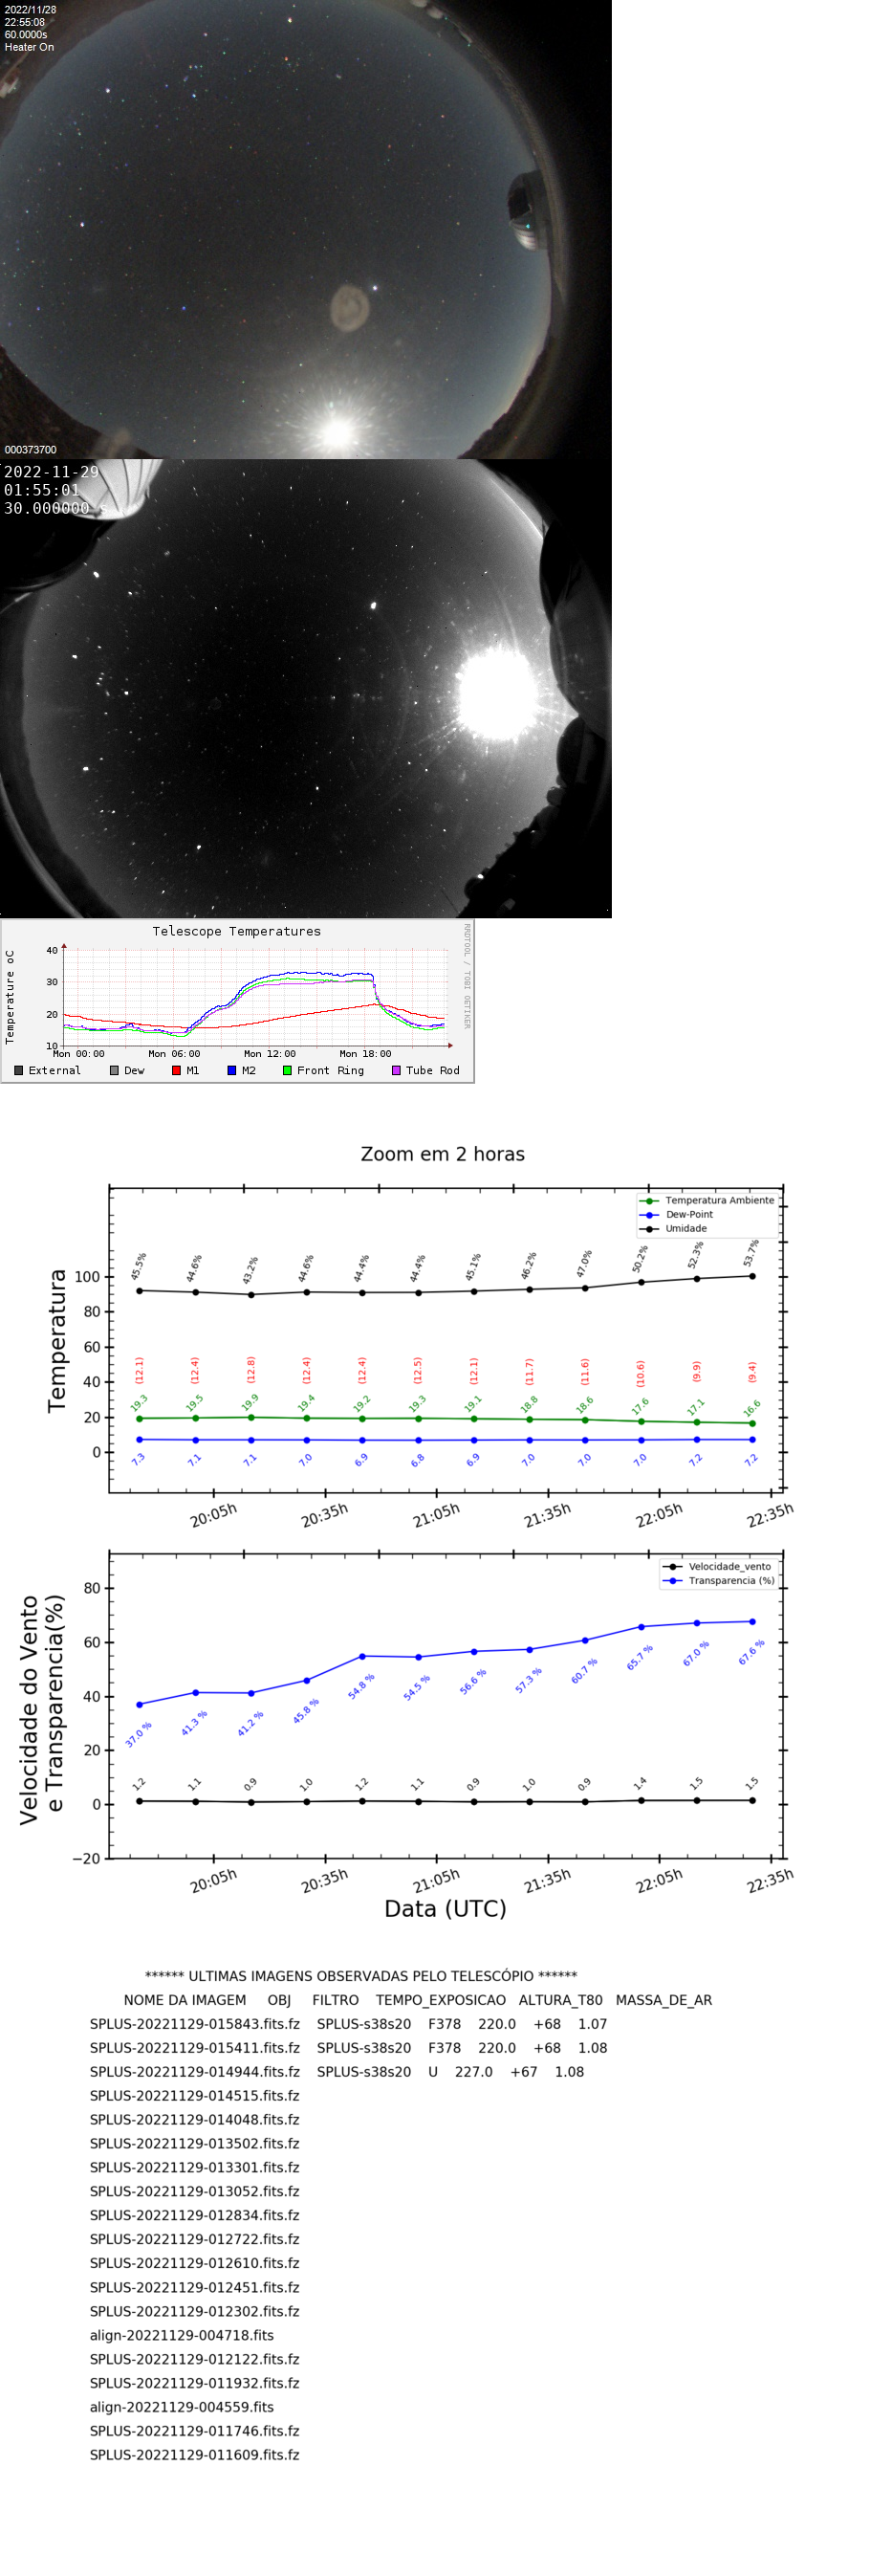 2022/11/28
22:55:08
60.0000s
Heater On
000373700
2022-11-29
01:55:01
30.000000 s
Telescope Temperatures
RRDTOOL / TOBI OETIKER
Temperature oC
40
30
20
10
Mon 00:00 Mon 06:00 Mon 12:00 Mon 18:00
External Dew M1 M2 Front Ring Tube Rod
Zoom em 2 horas
Temperatura Ambiente
Dew-Point
Umidade
Temperatura
100
80
60
40
20
0
45.5% 44.6% 43.2% 44.6% 44.4% 44.4% 45.1% 46.2% 47.0% 50.2% 52.3% 53.7%
(12.1) (12.4) (12.8) (12.4) (12.4) (12.5) (12.1) (11.7) (11.6) (10.6) (9.9) (9.4)
19.3 19.5 19.9 19.4 19.2 19.3 19.1 18.8 18.6 17.6 17.1 16.6
7.3 7.1 7.1 7.0 6.9 6.8 6.9 7.0 7.0 7.0 7.2 7.2
20:05h 20:35h 21:05h 21:35h 22:05h 22:35h
Velocidade_vento
Transparencia (%)
Velocidade do Vento
e Transparencia(%)
80
60
40
20
0
−20
37.0 % 41.3 % 41.2 % 45.8 % 54.8 % 54.5 % 56.6 % 57.3 % 60.7 % 65.7 % 67.0 % 67.6 %
1.2 1.1 0.9 1.0 1.2 1.1 0.9 1.0 0.9 1.4 1.5 1.5
20:05h 20:35h 21:05h 21:35h 22:05h 22:35h
Data (UTC)
****** ULTIMAS IMAGENS OBSERVADAS PELO TELESCÓPIO ******
NOME DA IMAGEM OBJ FILTRO TEMPO_EXPOSICAO ALTURA_T80 MASSA_DE_AR
SPLUS-20221129-015843.fits.fz SPLUS-s38s20 F378 220.0 +68 1.07
SPLUS-20221129-015411.fits.fz SPLUS-s38s20 F378 220.0 +68 1.08
SPLUS-20221129-014944.fits.fz SPLUS-s38s20 U 227.0 +67 1.08
SPLUS-20221129-014515.fits.fz
SPLUS-20221129-014048.fits.fz
SPLUS-20221129-013502.fits.fz
SPLUS-20221129-013301.fits.fz
SPLUS-20221129-013052.fits.fz
SPLUS-20221129-012834.fits.fz
SPLUS-20221129-012722.fits.fz
SPLUS-20221129-012610.fits.fz
SPLUS-20221129-012451.fits.fz
SPLUS-20221129-012302.fits.fz
align-20221129-004718.fits
SPLUS-20221129-012122.fits.fz
SPLUS-20221129-011932.fits.fz
align-20221129-004559.fits
SPLUS-20221129-011746.fits.fz
SPLUS-20221129-011609.fits.fz